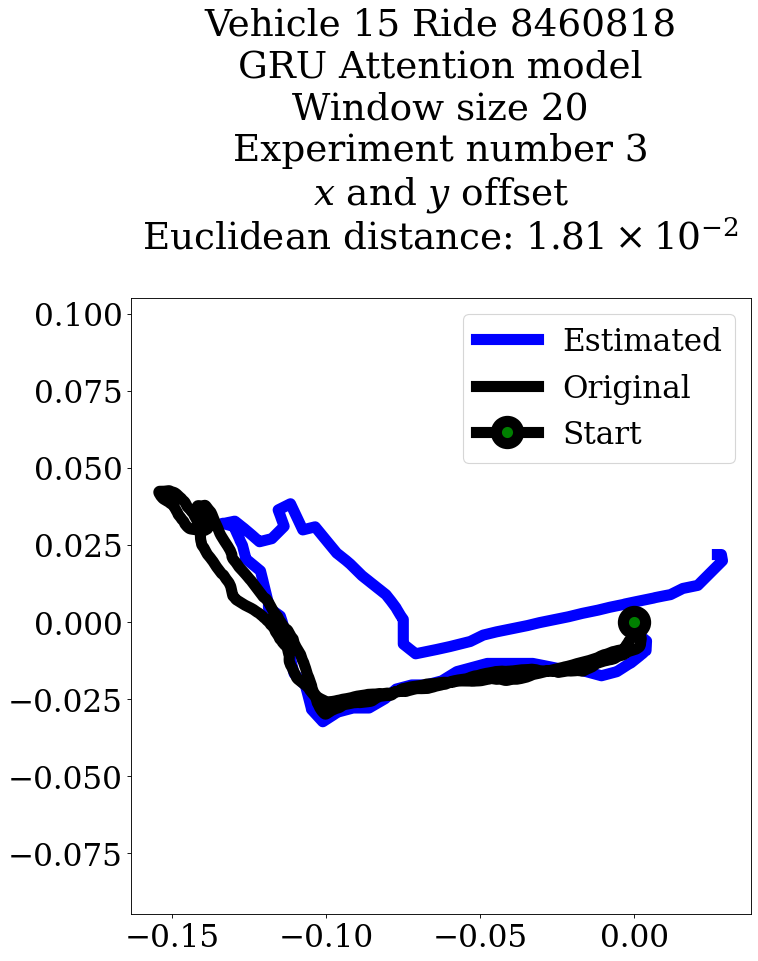 Vehicle 15 Ride 8460818
GRU Attention model
Window size 20
Experiment number 3
x and y offset
Euclidean distance: 1.81 × 10⁻²
Estimated
Original
Start
0.100
0.075
0.050
0.025
0.000
−0.025
−0.050
−0.075
−0.15 −0.10 −0.05 0.00